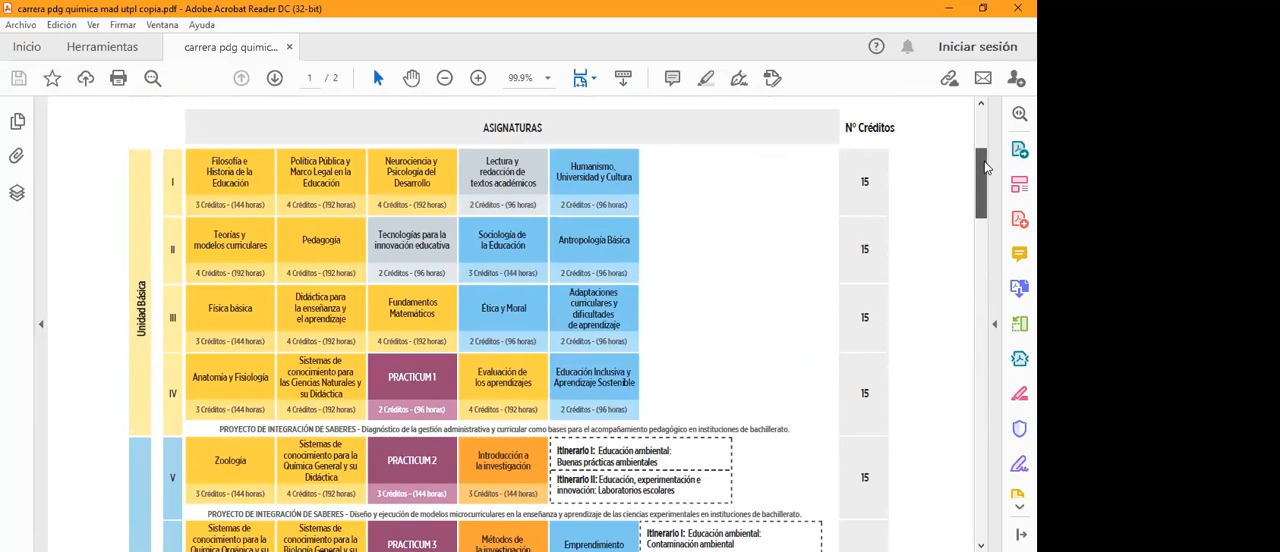 carrera pdg quimica mad utpl copia.pdf - Adobe Acrobat Reader DC (32-bit)
Archivo Edición Ver Firmar Ventana Ayuda
Inicio Herramientas carrera pdg quimic... × Iniciar sesión
1 / 2 99.9%
ASIGNATURAS N° Créditos
Unidad Básica
I
Filosofía e
Historia de la
Educación
3 Créditos - (144 horas)
Política Pública y
Marco Legal en la
Educación
4 Créditos - (192 horas)
Neurociencia y
Psicología del
Desarrollo
4 Créditos - (192 horas)
Lectura y
redacción de
textos académicos
2 Créditos - (96 horas)
Humanismo,
Universidad y Cultura
2 Créditos - (96 horas)
15
II
Teorías y
modelos curriculares
4 Créditos - (192 horas)
Pedagogía
4 Créditos - (192 horas)
Tecnologías para la
innovación educativa
2 Créditos - (96 horas)
Sociología de
la Educación
3 Créditos - (144 horas)
Antropología Básica
2 Créditos - (96 horas)
15
III
Física básica
3 Créditos - (144 horas)
Didáctica para
la enseñanza y
el aprendizaje
4 Créditos - (192 horas)
Fundamentos
Matemáticos
4 Créditos - (192 horas)
Ética y Moral
2 Créditos - (96 horas)
Adaptaciones
curriculares y
dificultades
de aprendizaje
2 Créditos - (96 horas)
15
IV
Anatomía y Fisiología
3 Créditos - (144 horas)
Sistemas de
conocimiento para
las Ciencias Naturales y
su Didáctica
4 Créditos - (192 horas)
PRACTICUM 1
2 Créditos - (96 horas)
Evaluación de
los aprendizajes
4 Créditos - (192 horas)
Educación Inclusiva y
Aprendizaje Sostenible
2 Créditos - (96 horas)
15
PROYECTO DE INTEGRACIÓN DE SABERES - Diagnóstico de la gestión administrativa y curricular como bases para el acompañamiento pedagógico en instituciones de bachillerato.
V
Zoología
3 Créditos - (144 horas)
Sistemas de
conocimiento para la
Química General y su
Didáctica
4 Créditos - (192 horas)
PRACTICUM 2
3 Créditos - (144 horas)
Introducción a
la investigación
3 Créditos - (144 horas)
Itinerario I: Educación ambiental:
Buenas prácticas ambientales
Itinerario II: Educación, experimentación e
innovación: Laboratorios escolares
15
PROYECTO DE INTEGRACIÓN DE SABERES - Diseño y ejecución de modelos microcurriculares en la enseñanza y aprendizaje de las ciencias experimentales en instituciones de bachillerato.
Sistemas de
conocimiento para la
Química Orgánica y su
Sistemas de
conocimiento para la
Biología General y su
PRACTICUM 3
Métodos de
la investigación
Emprendimiento
Itinerario I: Educación ambiental:
Contaminación ambiental